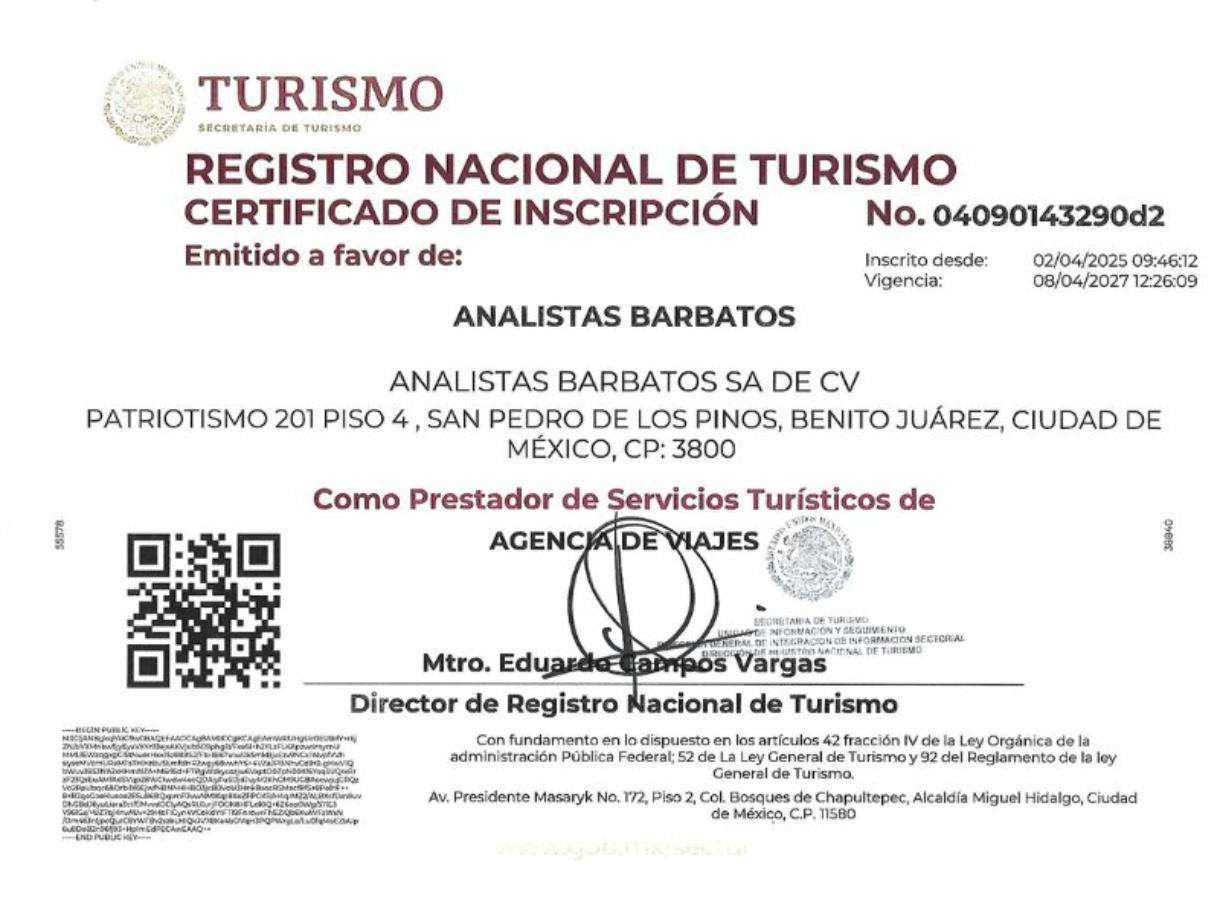 TURISMO
SECRETARÍA DE TURISMO
REGISTRO NACIONAL DE TURISMO
CERTIFICADO DE INSCRIPCIÓN
No. 04090143290d2
Emitido a favor de:
Inscrito desde: 02/04/2025 09:46:12
Vigencia: 08/04/2027 12:26:09
ANALISTAS BARBATOS
ANALISTAS BARBATOS SA DE CV
PATRIOTISMO 201 PISO 4 , SAN PEDRO DE LOS PINOS, BENITO JUÁREZ, CIUDAD DE
MÉXICO, CP: 3800
Como Prestador de Servicios Turísticos de
AGENCIA DE VIAJES
55578
38840
SECRETARÍA DE TURISMO
UNIDAD DE INFORMACIÓN Y SEGUIMIENTO
GENERAL DE INTEGRACIÓN DE INFORMACIÓN SECTORIAL
DIRECCIÓN DE REGISTRO NACIONAL DE TURISMO
Mtro. Eduardo Campos Vargas
Director de Registro Nacional de Turismo
-----BEGIN PUBLIC KEY-----
-----END PUBLIC KEY-----
Con fundamento en lo dispuesto en los artículos 42 fracción IV de la Ley Orgánica de la
administración Pública Federal; 52 de La Ley General de Turismo y 92 del Reglamento de la ley
General de Turismo.
Av. Presidente Masaryk No. 172, Piso 2, Col. Bosques de Chapultepec, Alcaldía Miguel Hidalgo, Ciudad
de México, C.P. 11580
www.gob.mx/sectur